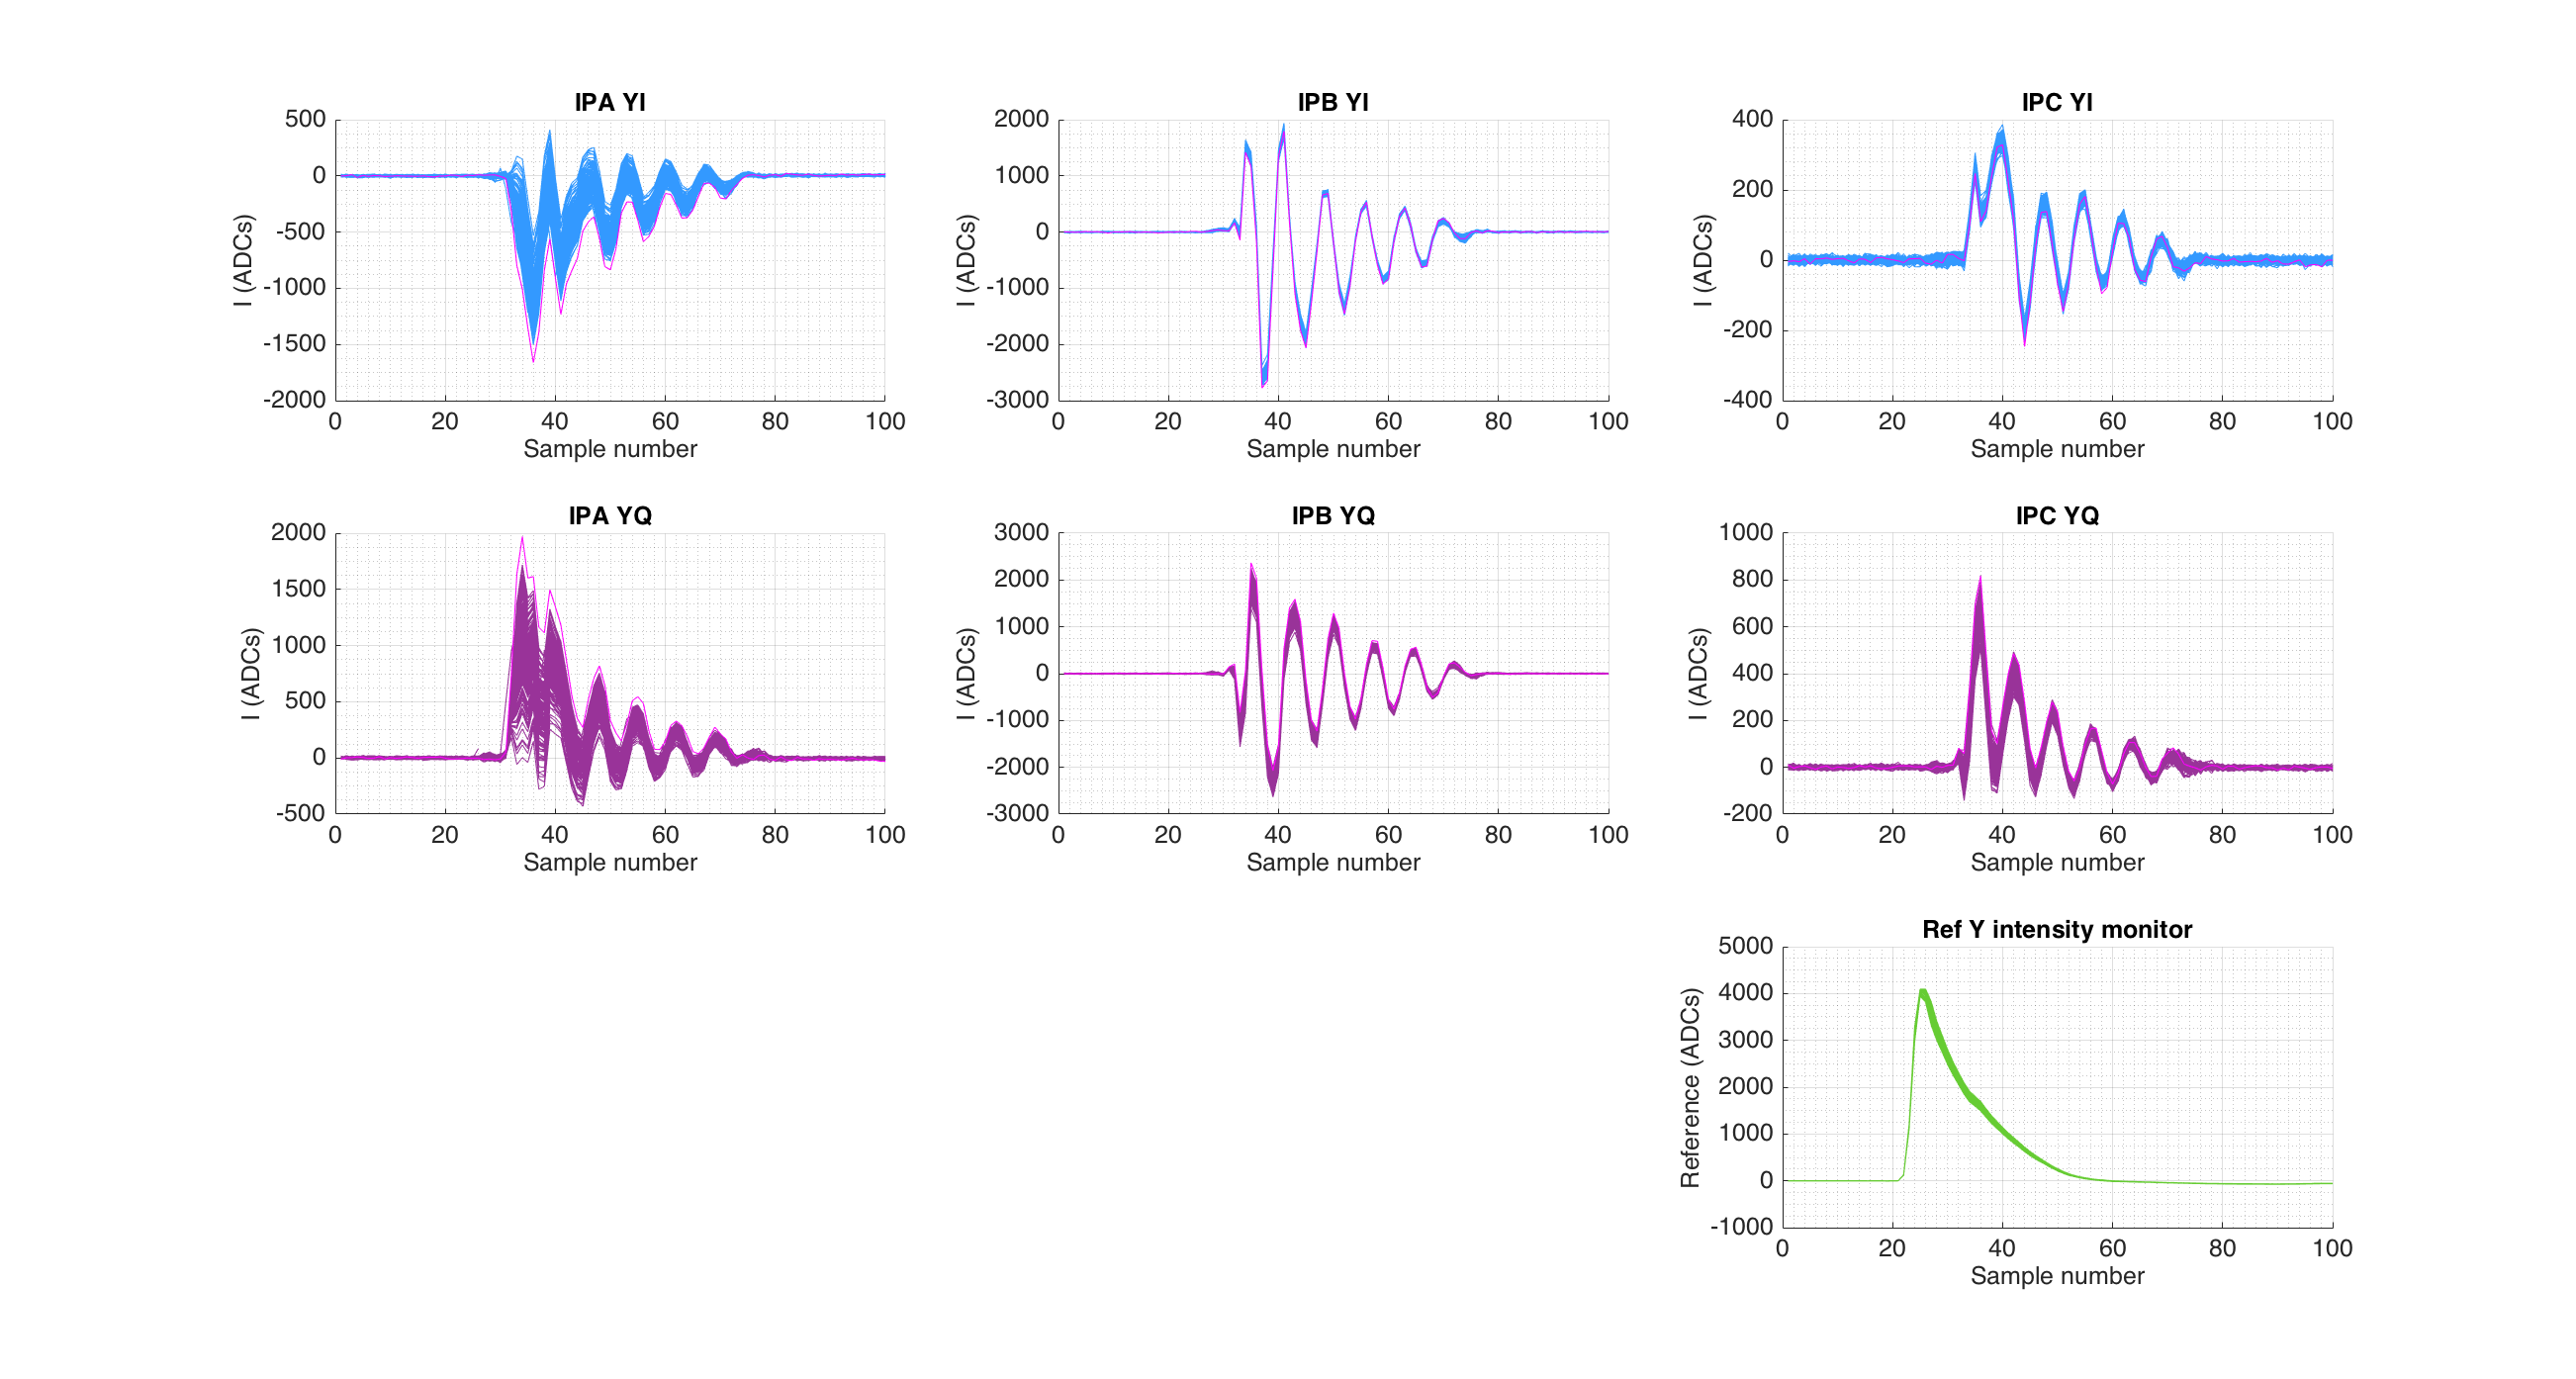 IPA YI
500
0
-500
-1000
-1500
-2000
I (ADCs)
0 20 40 60 80 100
Sample number
IPB YI
2000
1000
0
-1000
-2000
-3000
I (ADCs)
0 20 40 60 80 100
Sample number
IPC YI
400
200
0
-200
-400
I (ADCs)
0 20 40 60 80 100
Sample number
IPA YQ
2000
1500
1000
500
0
-500
I (ADCs)
0 20 40 60 80 100
Sample number
IPB YQ
3000
2000
1000
0
-1000
-2000
-3000
I (ADCs)
0 20 40 60 80 100
Sample number
IPC YQ
1000
800
600
400
200
0
-200
I (ADCs)
0 20 40 60 80 100
Sample number
Ref Y intensity monitor
5000
4000
3000
2000
1000
0
-1000
Reference (ADCs)
0 20 40 60 80 100
Sample number